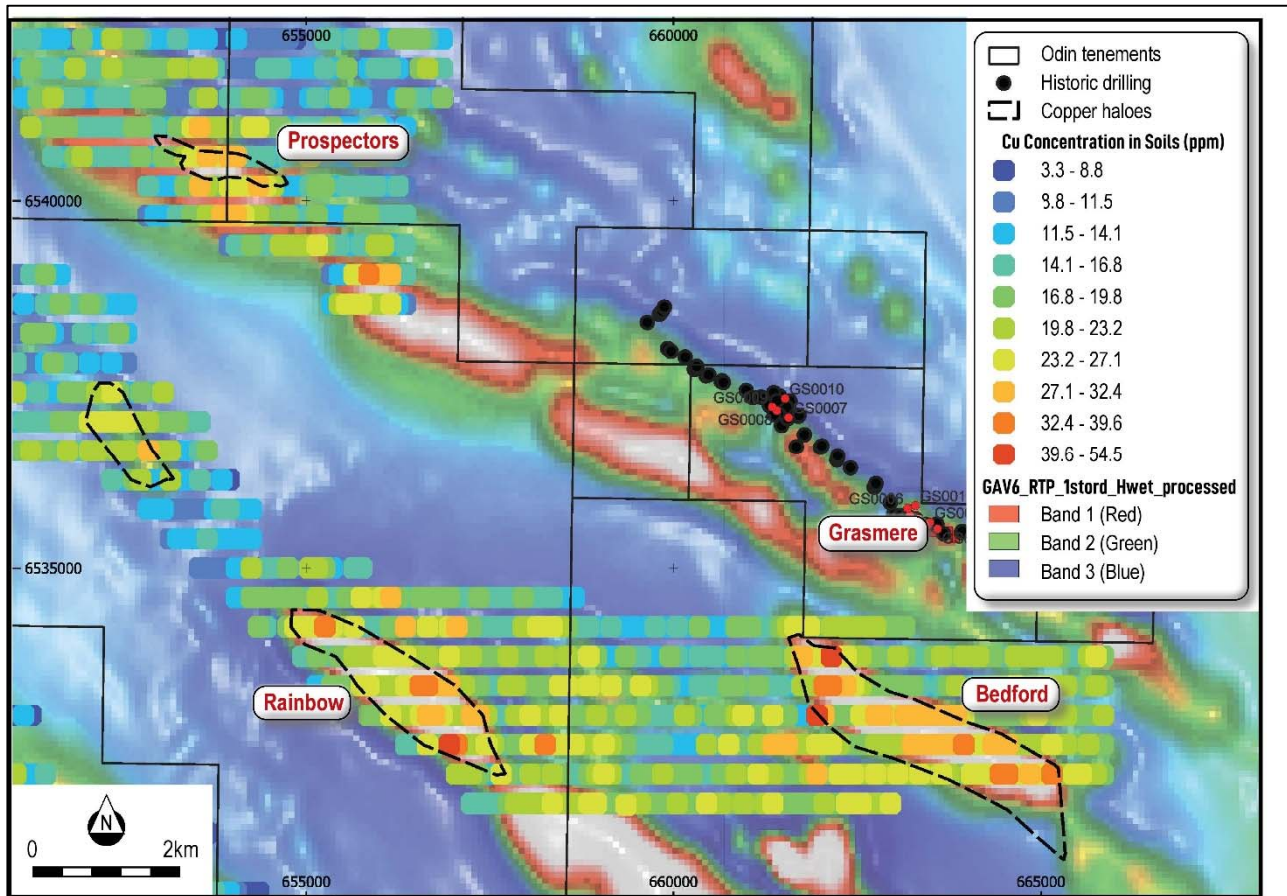 655000
660000
Odin tenements
Historic drilling
Copper haloes
Cu Concentration in Soils (ppm)
3.3 - 8.8
9.8 - 11.5
11.5 - 14.1
14.1 - 16.8
16.8 - 19.8
19.8 - 23.2
23.2 - 27.1
27.1 - 32.4
32.4 - 39.6
39.6 - 54.5
GAV6_RTP_1stord_Hwet_processed
Band 1 (Red)
Band 2 (Green)
Band 3 (Blue)
Prospectors
6540000
GS0009
GS0010
GS0008
GS0007
GS0006
Grasmere
6535000
Rainbow
Bedford
N
0
2km
655000
660000
665000